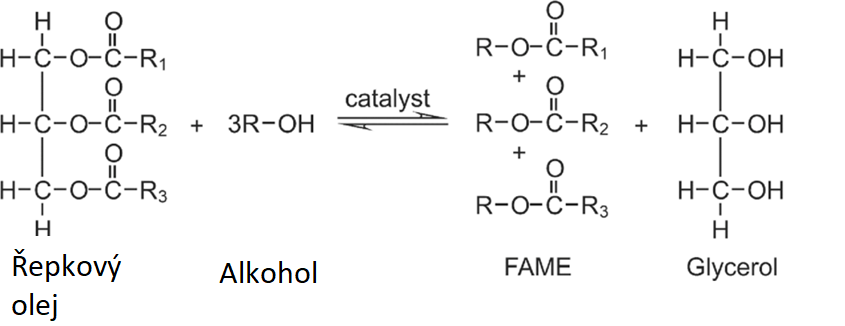 H O
H-C-O-C-R1
H-C-O-C-R2
O
H-C-O-C-R3
O
H
+ 3R-OH
catalyst
O
R-O-C-R1
+
O
R-O-C-R2
+
O
R-O-C-R3
+
H
H-C-OH
H-C-OH
H-C-OH
H
Řepkový
olej
Alkohol
FAME
Glycerol